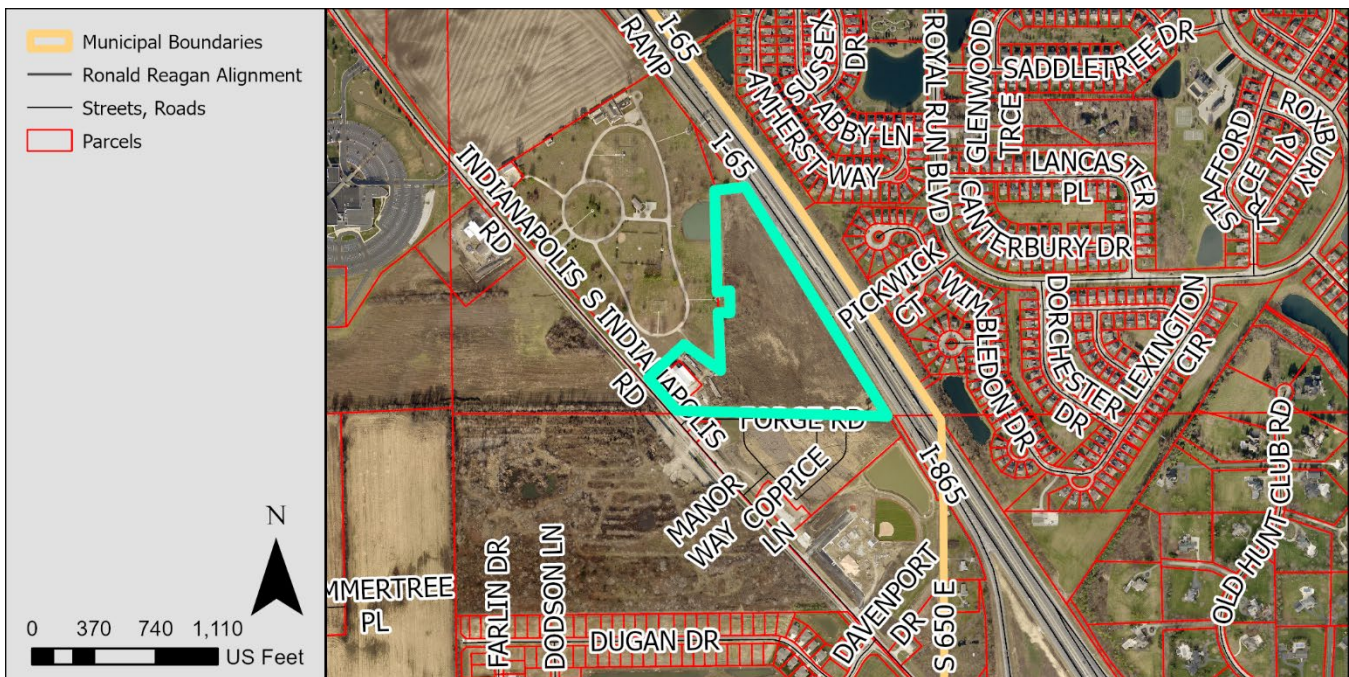 Municipal Boundaries
Ronald Reagan Alignment
Streets, Roads
Parcels
N
0 370 740 1,110
US Feet
I-65
RAMP
I-65
SUSSEX
DR
AMHERST WAY
ABBY LN
ROYAL RUN BLVD
GLENWOOD
TRCE
SADDLETREE DR
LANCASTER
PL
STAFFORD
ROXBURY
PL
CANTERBURY DR
INDIANAPOLIS
RD
S INDIANAPOLIS
RD
PICKWICK
CT
WIMBLEDON DR
DORCHESTER
DR
LEXINGTON
CIR
FORGE RD
I-865
MANOR
WAY
COPPICE
LN
OLD HUNT CLUB RD
MMERTREE
PL
FARLIN DR
DODSON LN
DUGAN DR
DAVENPORT
DR
S 650 E